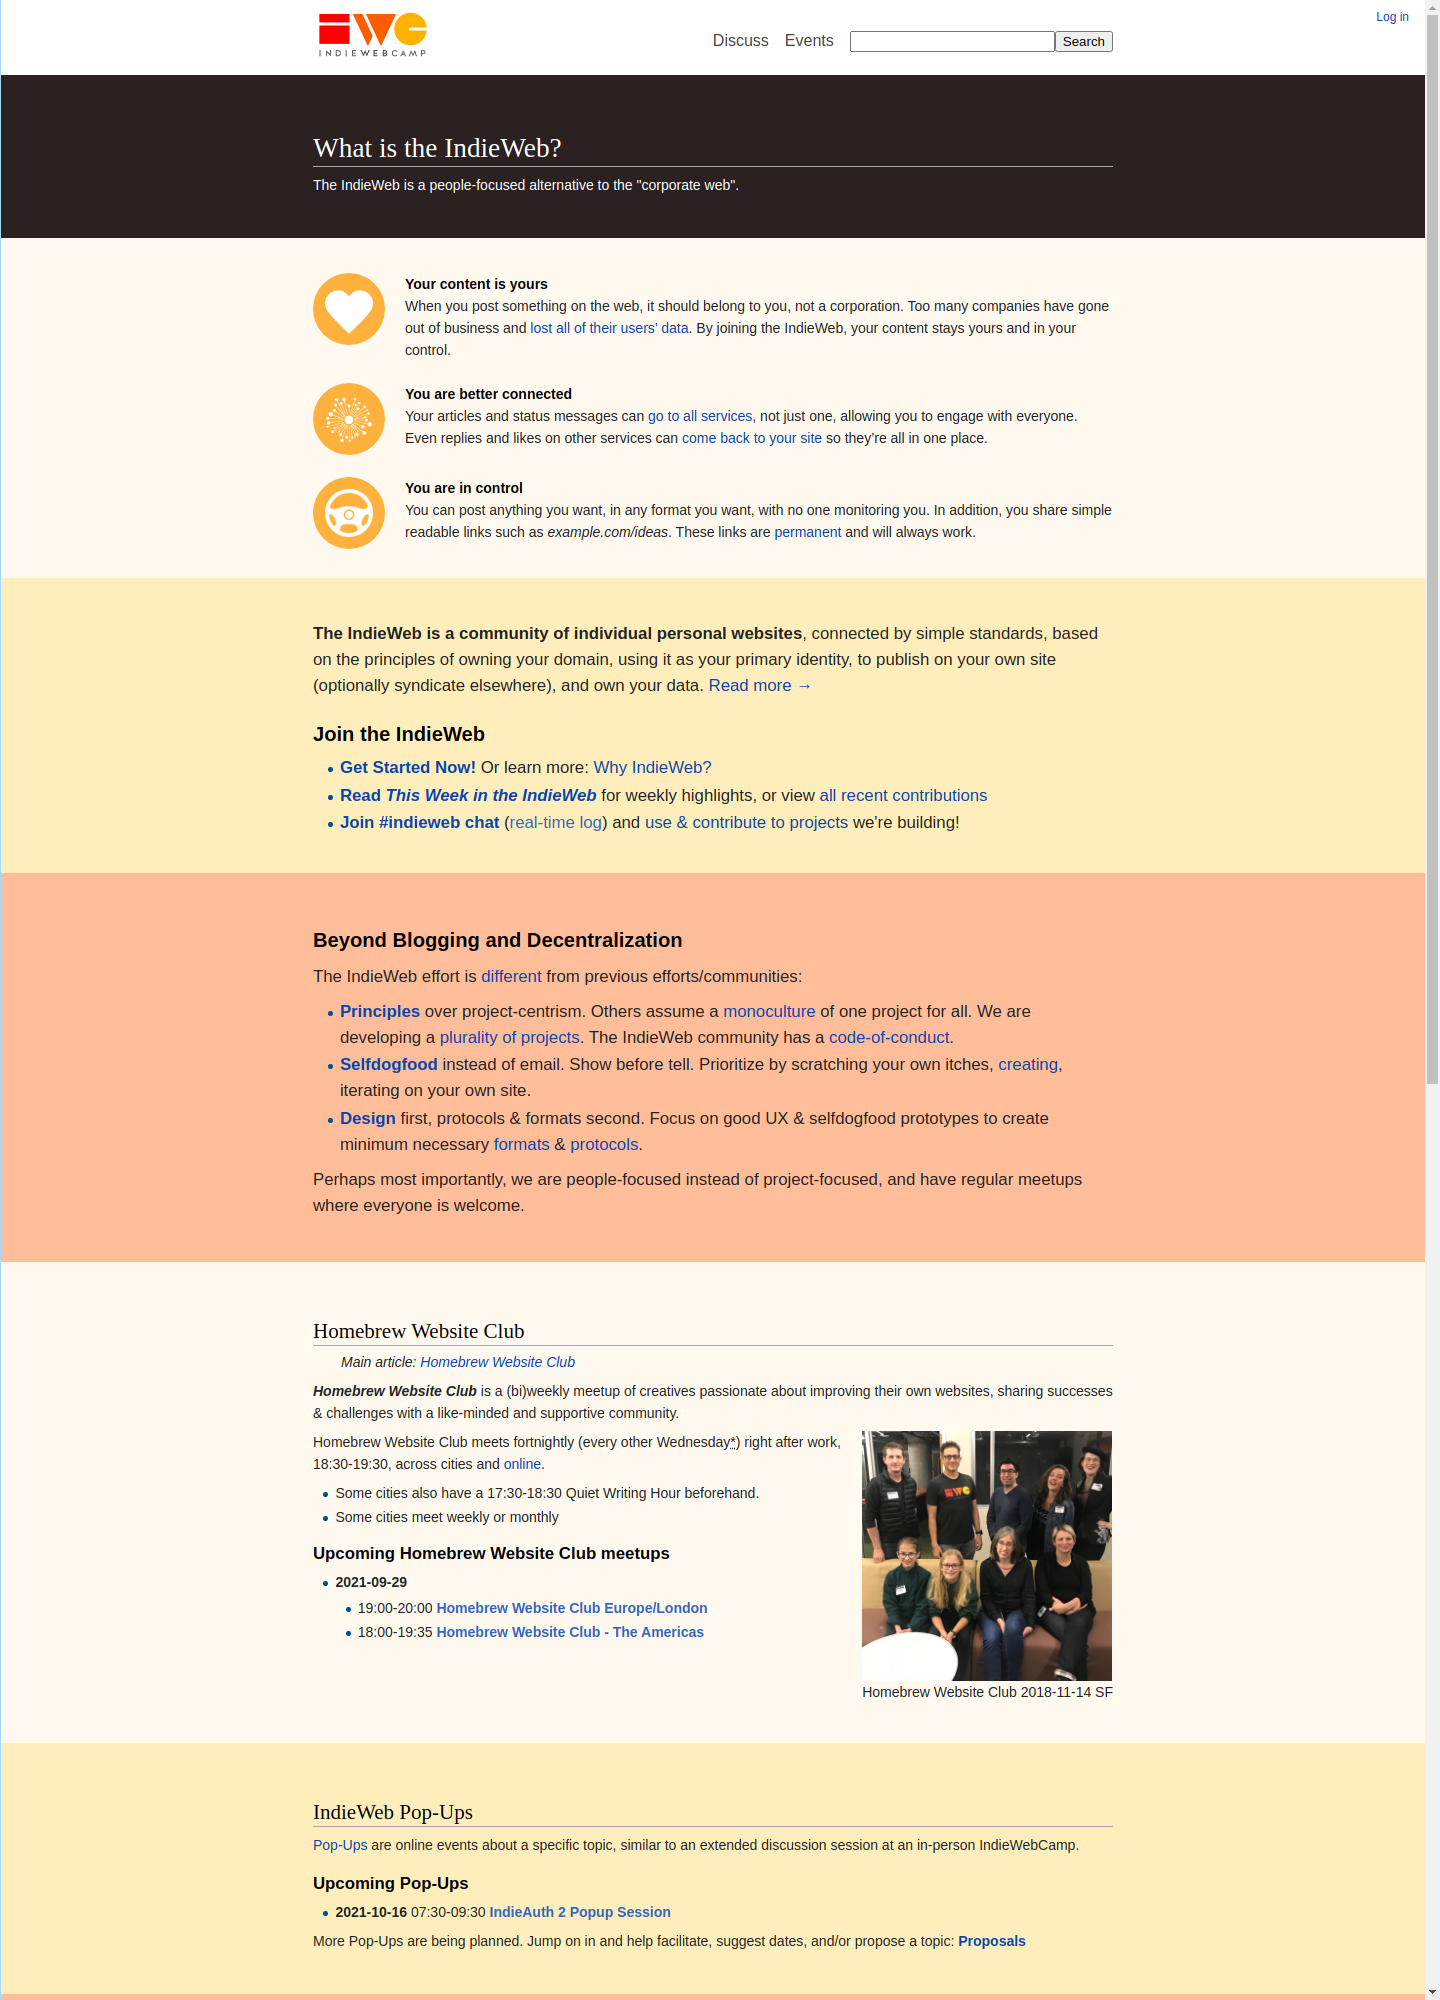 Log in
INDIEWEBCAMP
Discuss Events Search
What is the IndieWeb?
The IndieWeb is a people-focused alternative to the "corporate web".
Your content is yours
When you post something on the web, it should belong to you, not a corporation. Too many companies have gone
out of business and lost all of their users’ data. By joining the IndieWeb, your content stays yours and in your
control.
You are better connected
Your articles and status messages can go to all services, not just one, allowing you to engage with everyone.
Even replies and likes on other services can come back to your site so they’re all in one place.
You are in control
You can post anything you want, in any format you want, with no one monitoring you. In addition, you share simple
readable links such as example.com/ideas. These links are permanent and will always work.
The IndieWeb is a community of individual personal websites, connected by simple standards, based
on the principles of owning your domain, using it as your primary identity, to publish on your own site
(optionally syndicate elsewhere), and own your data. Read more →
Join the IndieWeb
• Get Started Now! Or learn more: Why IndieWeb?
• Read This Week in the IndieWeb for weekly highlights, or view all recent contributions
• Join #indieweb chat (real-time log) and use & contribute to projects we're building!
Beyond Blogging and Decentralization
The IndieWeb effort is different from previous efforts/communities:
• Principles over project-centrism. Others assume a monoculture of one project for all. We are
developing a plurality of projects. The IndieWeb community has a code-of-conduct.
• Selfdogfood instead of email. Show before tell. Prioritize by scratching your own itches, creating,
iterating on your own site.
• Design first, protocols & formats second. Focus on good UX & selfdogfood prototypes to create
minimum necessary formats & protocols.
Perhaps most importantly, we are people-focused instead of project-focused, and have regular meetups
where everyone is welcome.
Homebrew Website Club
Main article: Homebrew Website Club
Homebrew Website Club is a (bi)weekly meetup of creatives passionate about improving their own websites, sharing successes
& challenges with a like-minded and supportive community.
Homebrew Website Club meets fortnightly (every other Wednesday*) right after work,
18:30-19:30, across cities and online.
• Some cities also have a 17:30-18:30 Quiet Writing Hour beforehand.
• Some cities meet weekly or monthly
Upcoming Homebrew Website Club meetups
• 2021-09-29
• 19:00-20:00 Homebrew Website Club Europe/London
• 18:00-19:35 Homebrew Website Club - The Americas
Homebrew Website Club 2018-11-14 SF
IndieWeb Pop-Ups
Pop-Ups are online events about a specific topic, similar to an extended discussion session at an in-person IndieWebCamp.
Upcoming Pop-Ups
• 2021-10-16 07:30-09:30 IndieAuth 2 Popup Session
More Pop-Ups are being planned. Jump on in and help facilitate, suggest dates, and/or propose a topic: Proposals